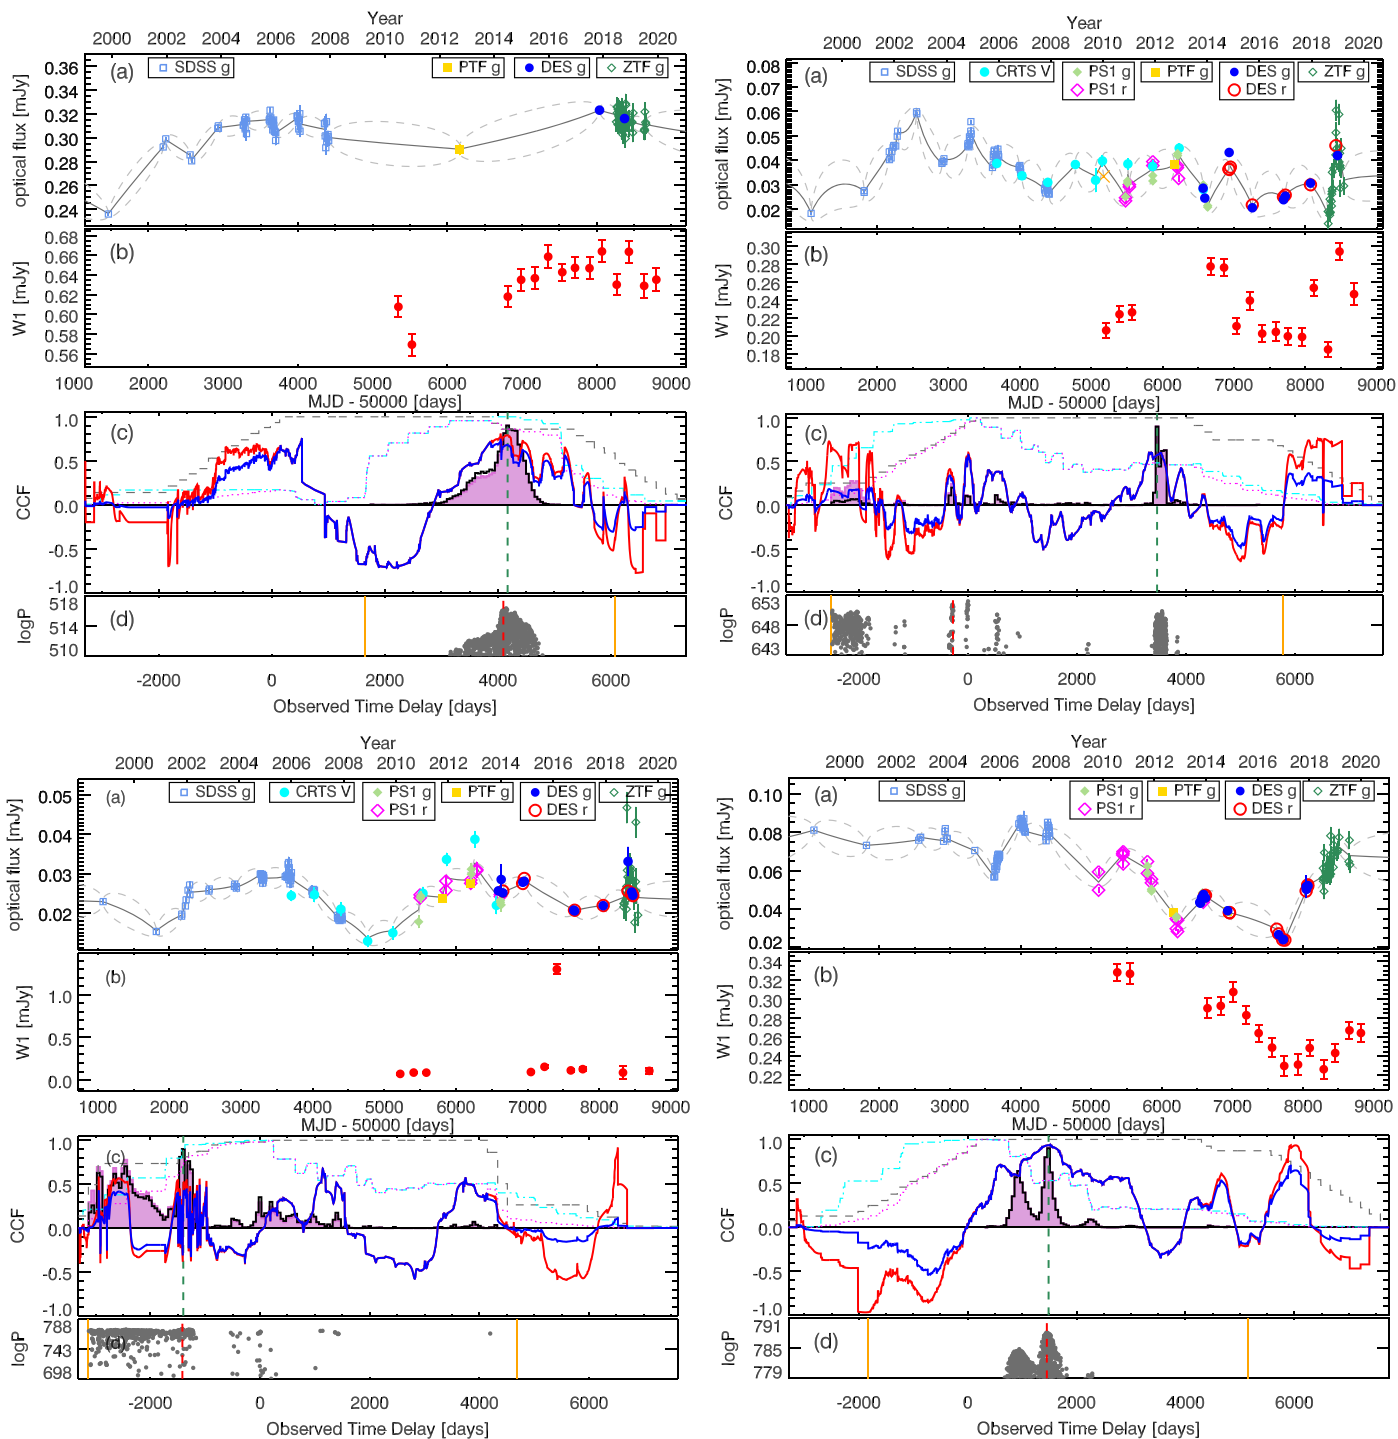 Year
2000 2002 2004 2006 2008 2010 2012 2014 2016 2018 2020
(a)
SDSS g PTF g DES g ZTF g
optical flux [mJy]
0.36
0.34
0.32
0.30
0.28
0.26
0.24
(b)
W1 [mJy]
0.68
0.66
0.64
0.62
0.60
0.58
0.56
1000 2000 3000 4000 5000 6000 7000 8000 9000
MJD - 50000 [days]
(c)
CCF
1.0
0.5
0.0
-0.5
-1.0
(d)
logP
518
514
510
-2000 0 2000 4000 6000
Observed Time Delay [days]
Year
2000 2002 2004 2006 2008 2010 2012 2014 2016 2018 2020
(a)
SDSS g CRTS V PS1 g PTF g DES g ZTF g
PS1 r DES r
optical flux [mJy]
0.08
0.07
0.06
0.05
0.04
0.03
0.02
(b)
W1 [mJy]
0.30
0.28
0.26
0.24
0.22
0.20
0.18
1000 2000 3000 4000 5000 6000 7000 8000 9000
MJD - 50000 [days]
(c)
CCF
1.0
0.5
0.0
-0.5
-1.0
(d)
logP
653
648
643
-2000 0 2000 4000 6000
Observed Time Delay [days]
Year
2000 2002 2004 2006 2008 2010 2012 2014 2016 2018 2020
(a)
SDSS g CRTS V PS1 g PTF g DES g ZTF g
PS1 r DES r
optical flux [mJy]
0.05
0.04
0.03
0.02
(b)
W1 [mJy]
1.0
0.5
0.0
1000 2000 3000 4000 5000 6000 7000 8000 9000
MJD - 50000 [days]
(c)
CCF
1.0
0.5
0.0
-0.5
-1.0
(d)
logP
788
743
698
-2000 0 2000 4000 6000
Observed Time Delay [days]
Year
2000 2002 2004 2006 2008 2010 2012 2014 2016 2018 2020
(a)
SDSS g PS1 g PTF g DES g ZTF g
PS1 r DES r
optical flux [mJy]
0.10
0.08
0.06
0.04
0.02
(b)
W1 [mJy]
0.34
0.32
0.30
0.28
0.26
0.24
0.22
1000 2000 3000 4000 5000 6000 7000 8000 9000
MJD - 50000 [days]
(c)
CCF
1.0
0.5
0.0
-0.5
-1.0
(d)
logP
791
785
779
-2000 0 2000 4000 6000
Observed Time Delay [days]